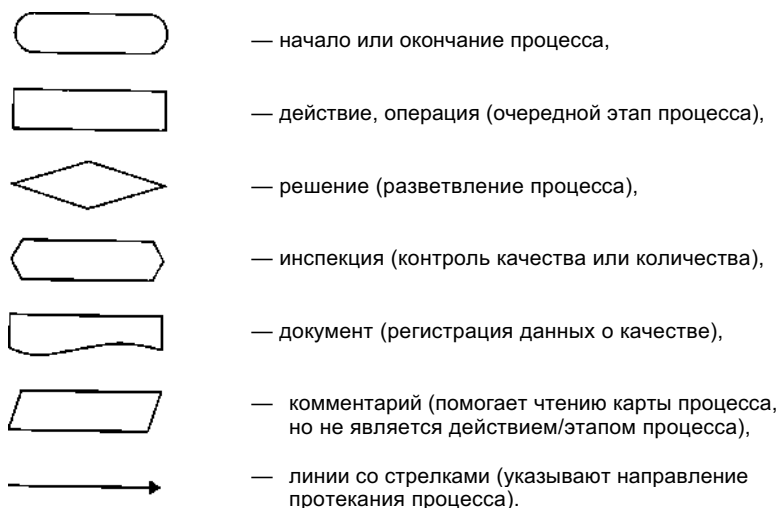 — начало или окончание процесса,
— действие, операция (очередной этап процесса),
— решение (разветвление процесса),
— инспекция (контроль качества или количества),
— документ (регистрация данных о качестве),
— комментарий (помогает чтению карты процесса,
но не является действием/этапом процесса),
— линии со стрелками (указывают направление
протекания процесса).